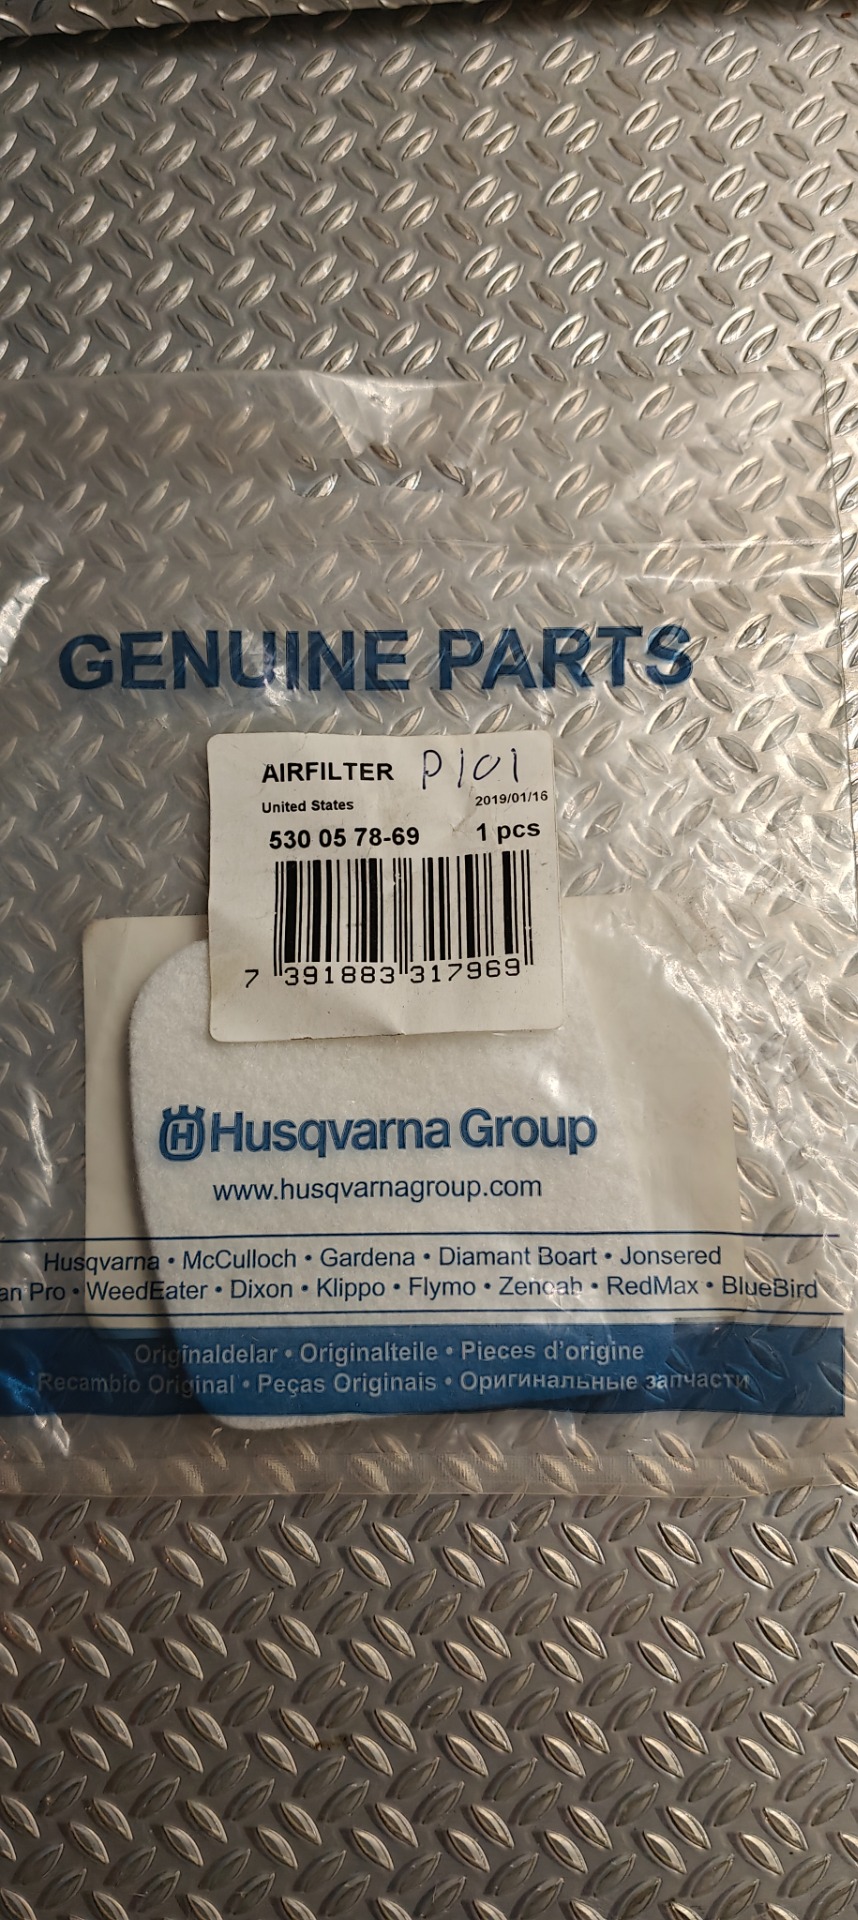 GENUINE PARTS
AIRFILTER P101
United States 2019/01/16
530 05 78-69 1 pcs
7 391883 317969
Husqvarna Group
www.husqvarnagroup.com
Husqvarna • McCulloch • Gardena • Diamant Boart • Jonsered
an Pro • WeedEater • Dixon • Klippo • Flymo • Zenoah • RedMax • BlueBird
Originaldelar • Originalteile • Pieces d'origine
Recambio Original • Peças Originais • Оригинальные запчасти